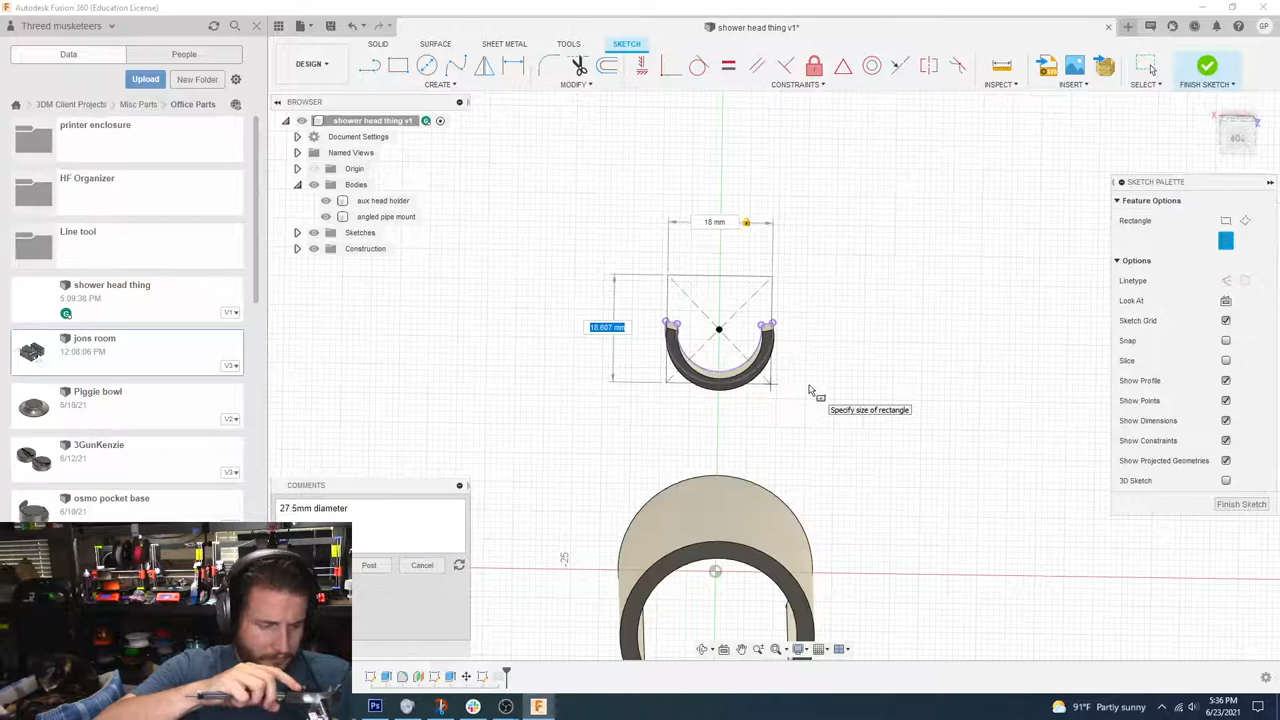 Autodesk Fusion 360 (Education License)
Threed musketeers
shower head thing v1*
GP
Data
People
SOLID
SURFACE
SHEET METAL
TOOLS
SKETCH
DESIGN
CREATE
MODIFY
CONSTRAINTS
INSPECT
INSERT
SELECT
FINISH SKETCH
Upload
New Folder
3DM Client Projects
Misc Parts
Office Parts
printer enclosure
HF Organizer
Line tool
shower head thing
5:09:38 PM
V1
jons room
12:08:06 PM
V3
Piggie bowl
6/16/21
V2
3GunKenzie
6/12/21
V3
osmo pocket base
6/10/21
BROWSER
shower head thing v1
Document Settings
Named Views
Origin
Bodies
aux head holder
angled pipe mount
Sketches
Construction
18 mm
18.607 mm
Specify size of rectangle
-25
TOP
X
Z
SKETCH PALETTE
Feature Options
Rectangle
Options
Linetype
Look At
Sketch Grid
Snap
Slice
Show Profile
Show Points
Show Dimensions
Show Constraints
Show Projected Geometries
3D Sketch
Finish Sketch
COMMENTS
27.5mm diameter
Post
Cancel
Ps
91°F Partly sunny
5:36 PM
6/23/2021